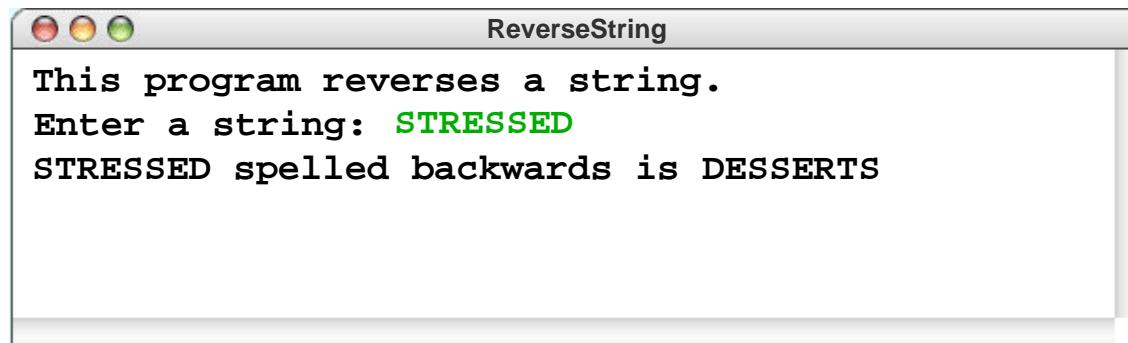 ReverseString
This program reverses a string.
Enter a string: STRESSED
STRESSED spelled backwards is DESSERTS